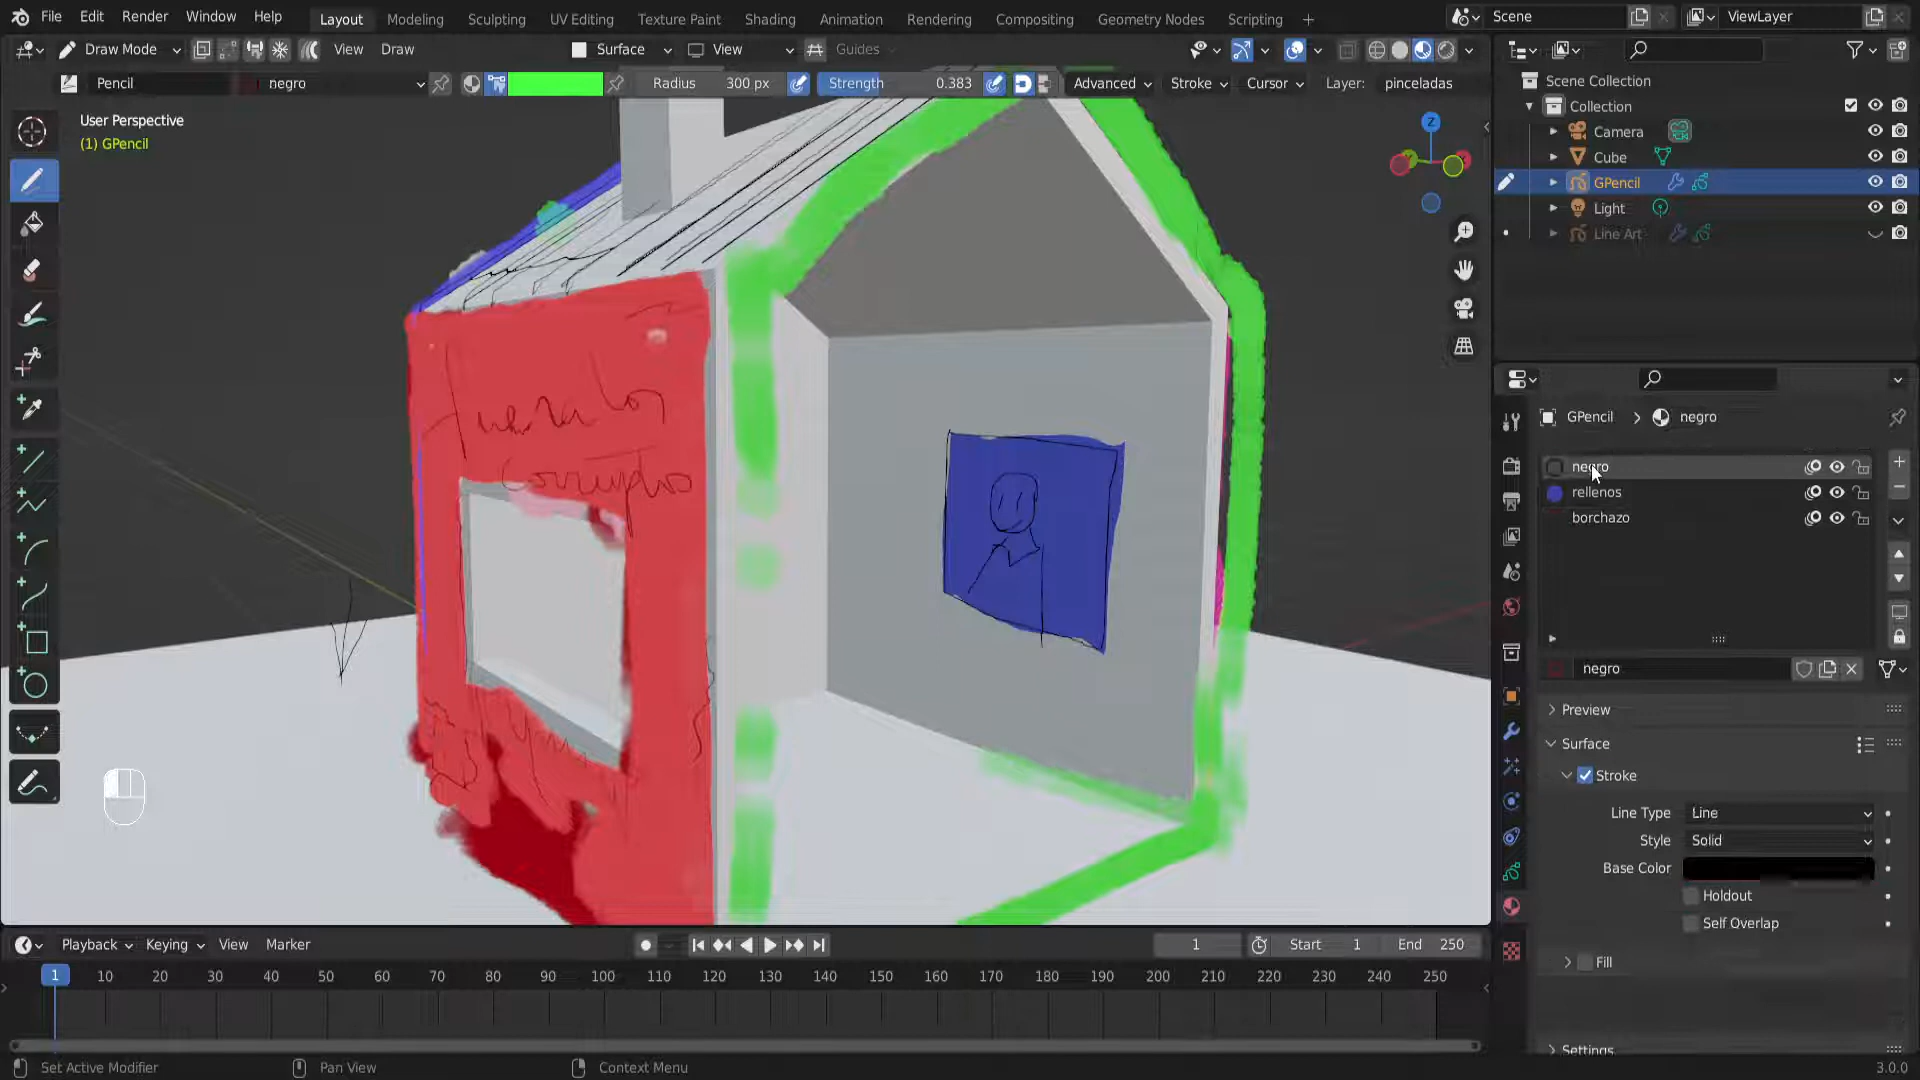 File Edit Render Window Help Layout Modeling Sculpting UV Editing Texture Paint Shading Animation Rendering Compositing Geometry Nodes Scripting + Scene ViewLayer
Draw Mode View Draw Surface View Guides
Pencil negro Radius 300 px Strength 0.383 Advanced Stroke Cursor Layer: pinceladas
Scene Collection
Collection
Camera
Cube
GPencil
Light
Line Art
User Perspective
(1) GPencil
Z
GPencil > negro
negro
rellenos
borchazo
negro
Preview
Surface
Stroke
Line Type Line
Style Solid
Base Color
Holdout
Self Overlap
Fill
Settings
Playback Keying View Marker 1 Start 1 End 250
1 10 20 30 40 50 60 70 80 90 100 110 120 130 140 150 160 170 180 190 200 210 220 230 240 250
Set Active Modifier Pan View Context Menu 3.0.0